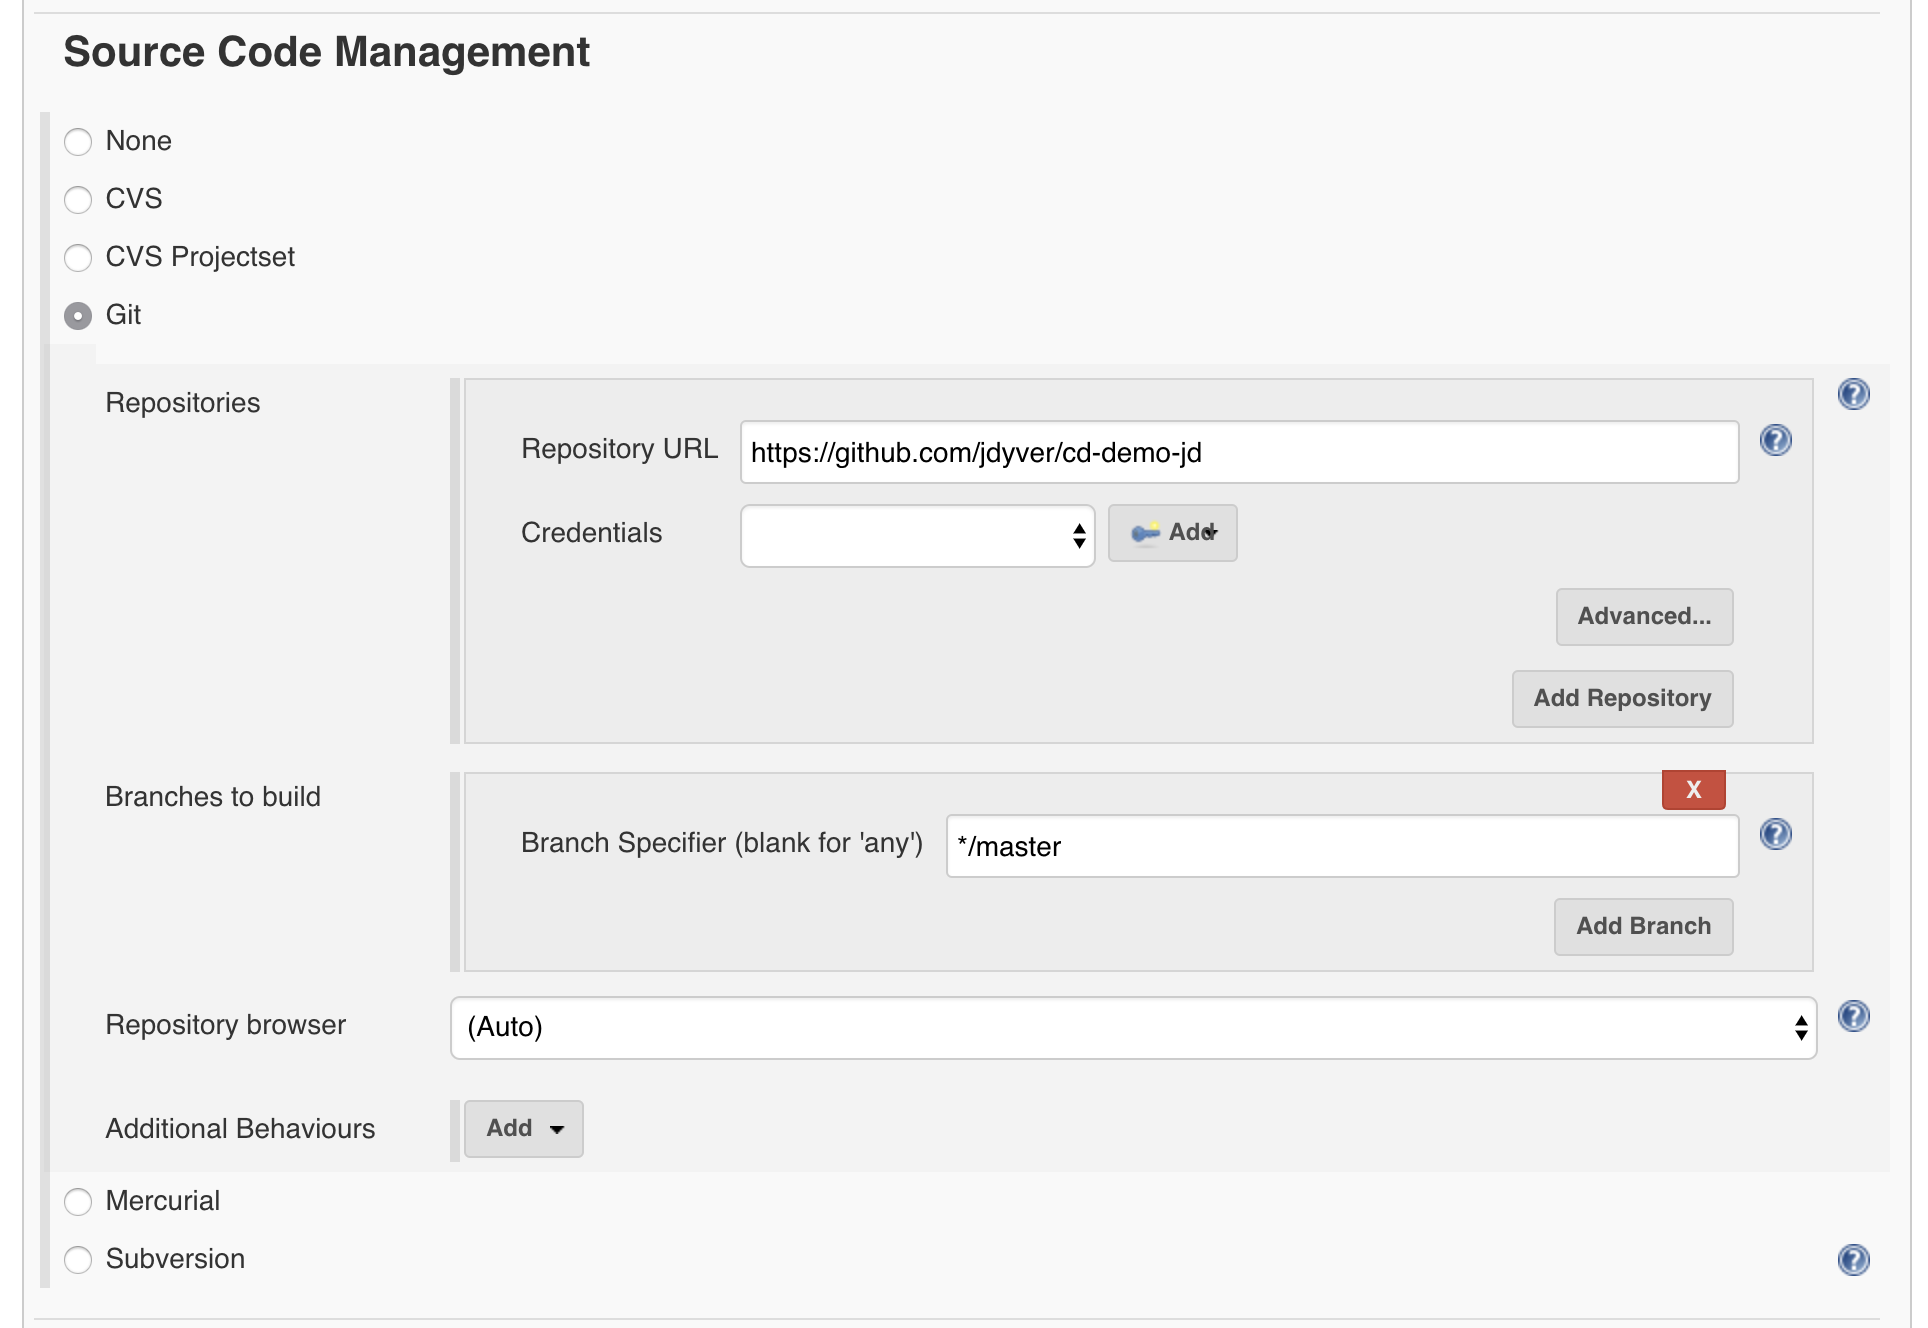 Source Code Management
None
CVS
CVS Projectset
Git
Repositories
Repository URL https://github.com/jdyver/cd-demo-jd
Credentials Add
Advanced...
Add Repository
Branches to build
X
Branch Specifier (blank for 'any') */master
Add Branch
Repository browser (Auto)
Additional Behaviours Add
Mercurial
Subversion